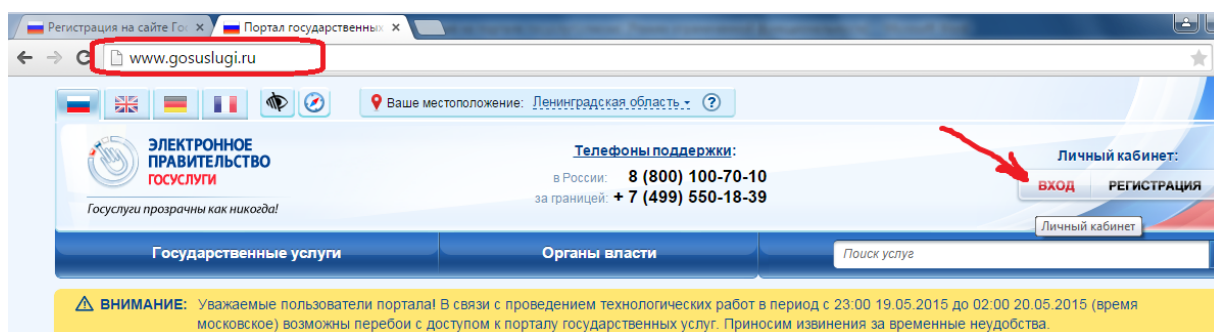 Регистрация на сайте Гос
Портал государственных
www.gosuslugi.ru
Ваше местоположение: Ленинградская область ?
ЭЛЕКТРОННОЕ
ПРАВИТЕЛЬСТВО
ГОСУСЛУГИ
Госуслуги прозрачны как никогда!
Телефоны поддержки:
в России: 8 (800) 100-70-10
за границей: + 7 (499) 550-18-39
Личный кабинет:
ВХОД РЕГИСТРАЦИЯ
Личный кабинет
Государственные услуги
Органы власти
Поиск услуг
ВНИМАНИЕ: Уважаемые пользователи портала! В связи с проведением технологических работ в период с 23:00 19.05.2015 до 02:00 20.05.2015 (время
московское) возможны перебои с доступом к порталу государственных услуг. Приносим извинения за временные неудобства.